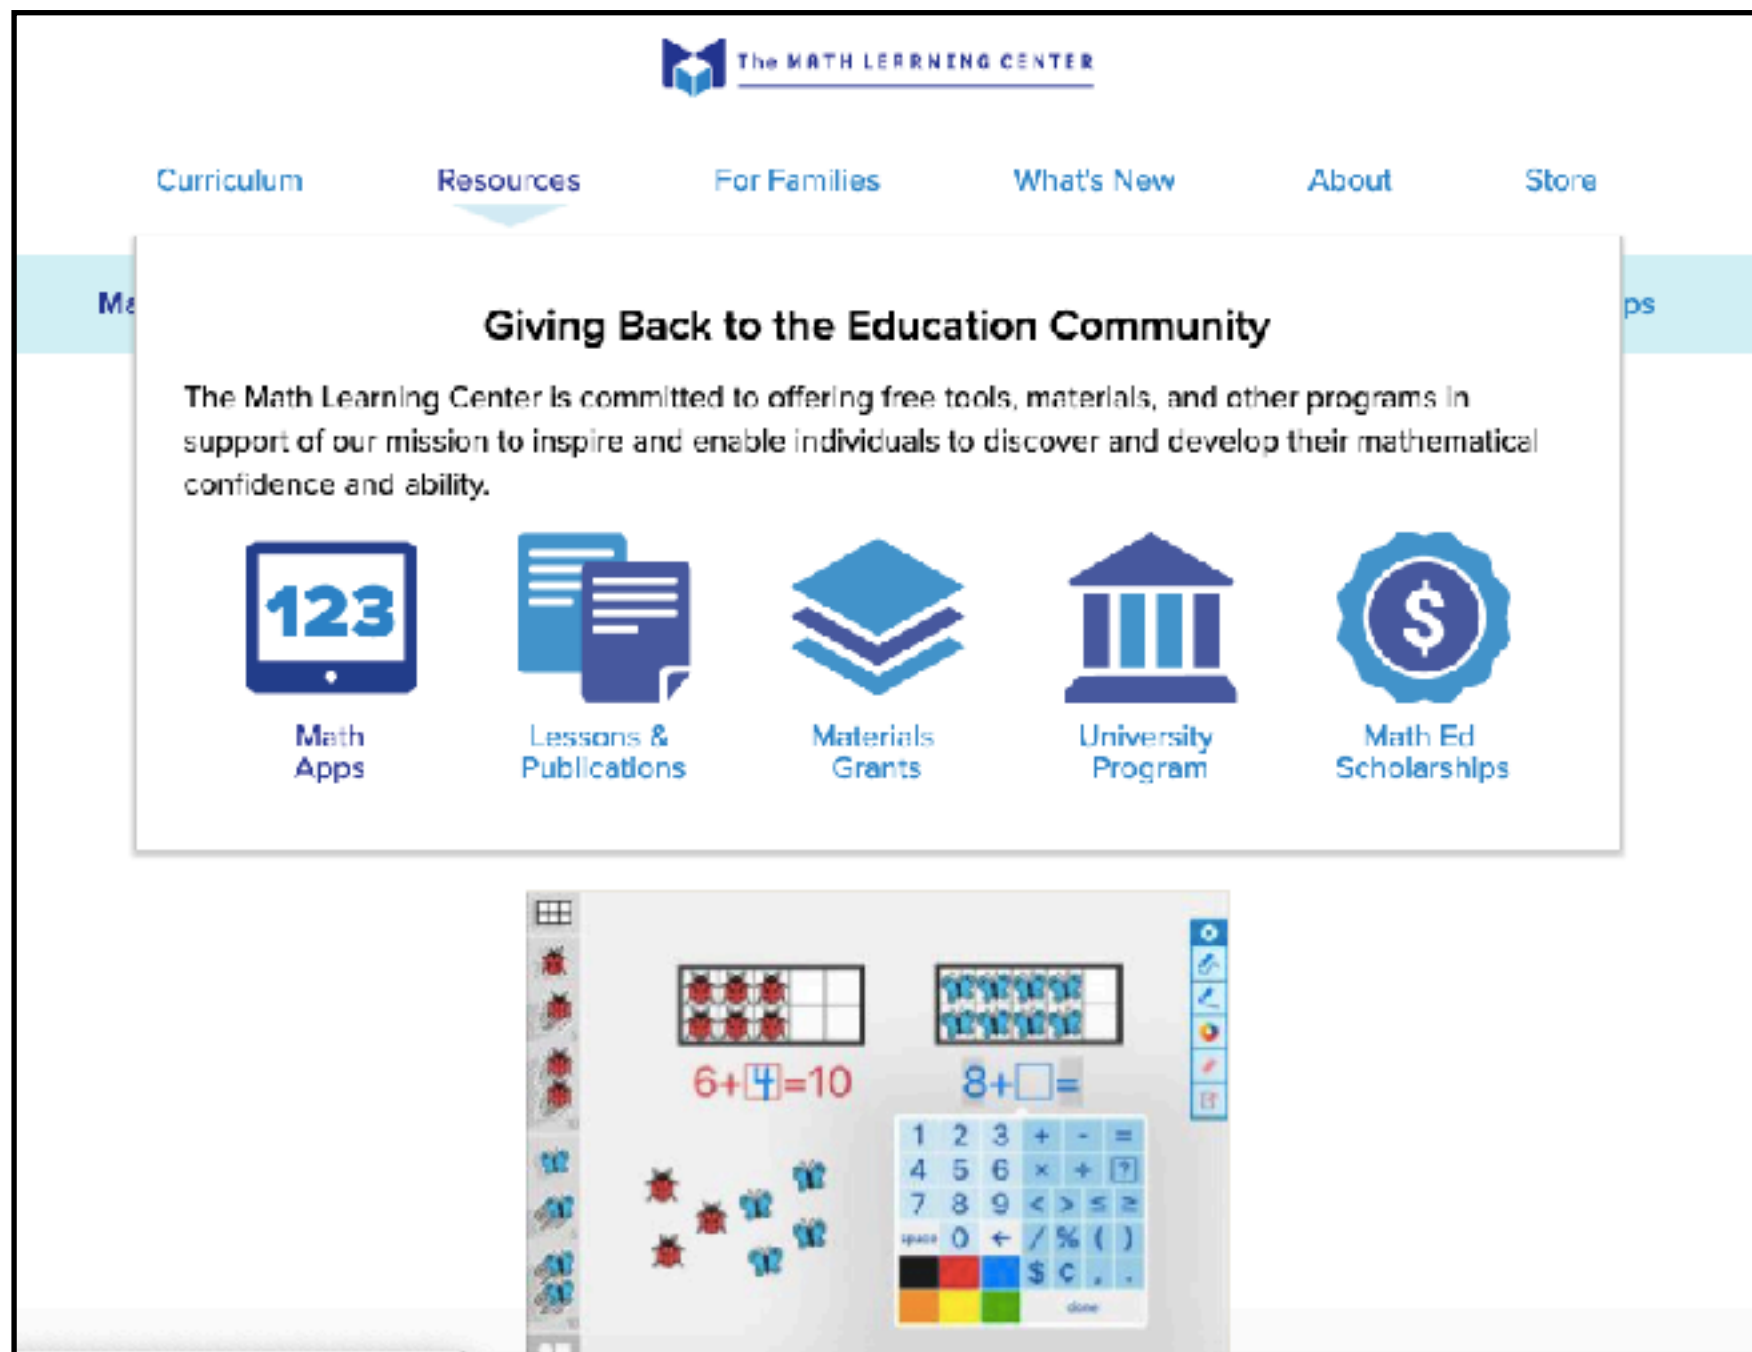 The MATH LEARNING CENTER
Curriculum Resources For Families What's New About Store
Ma
ps
Giving Back to the Education Community
The Math Learning Center is committed to offering free tools, materials, and other programs in
support of our mission to inspire and enable individuals to discover and develop their mathematical
confidence and ability.
123
$
Math
Apps
Lessons &
Publications
Materials
Grants
University
Program
Math Ed
Scholarships
6+4=10
8+□=
1 2 3 + - =
4 5 6 × ÷ ?
7 8 9 < > ≤ ≥
space 0 ← / % ( )
$ ¢ , .
done